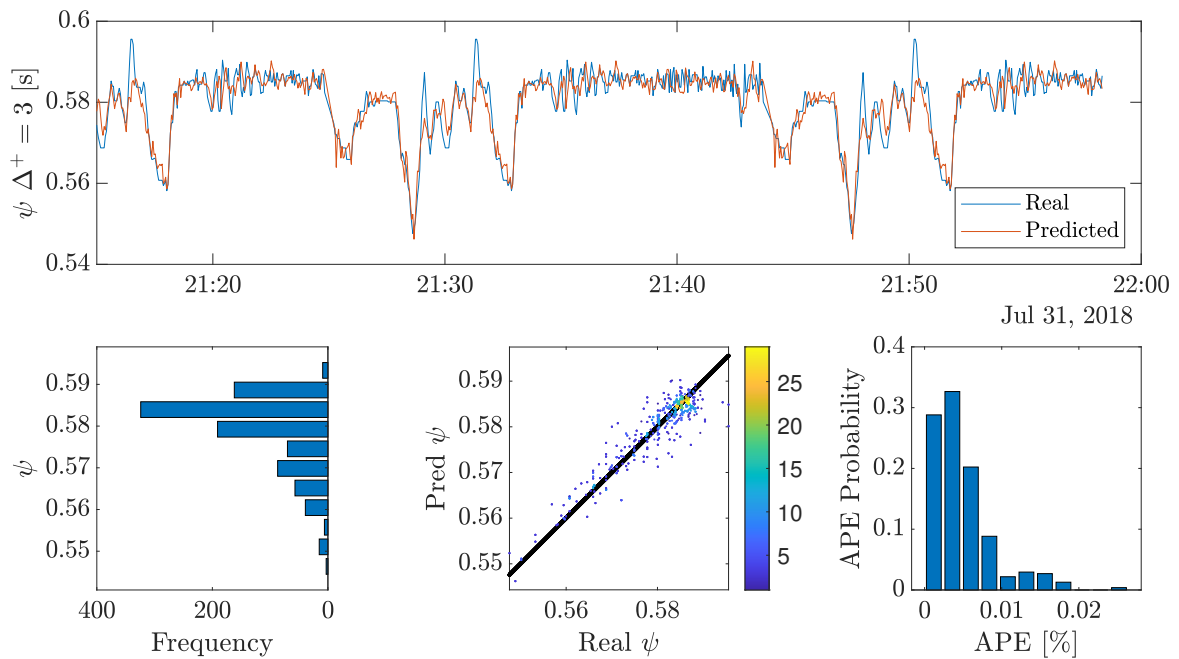 0.6
0.58
0.56
0.54
ψ Δ⁺ = 3 [s]
Real
Predicted
21:20 21:30 21:40 21:50 22:00
Jul 31, 2018
0.59
0.58
0.57
0.56
0.55
ψ
400 200 0
Frequency
0.59
0.58
0.57
0.56
0.55
Pred ψ
0.56 0.58
Real ψ
25
20
15
10
5
0.4
0.3
0.2
0.1
0
APE Probability
0 0.01 0.02
APE [%]